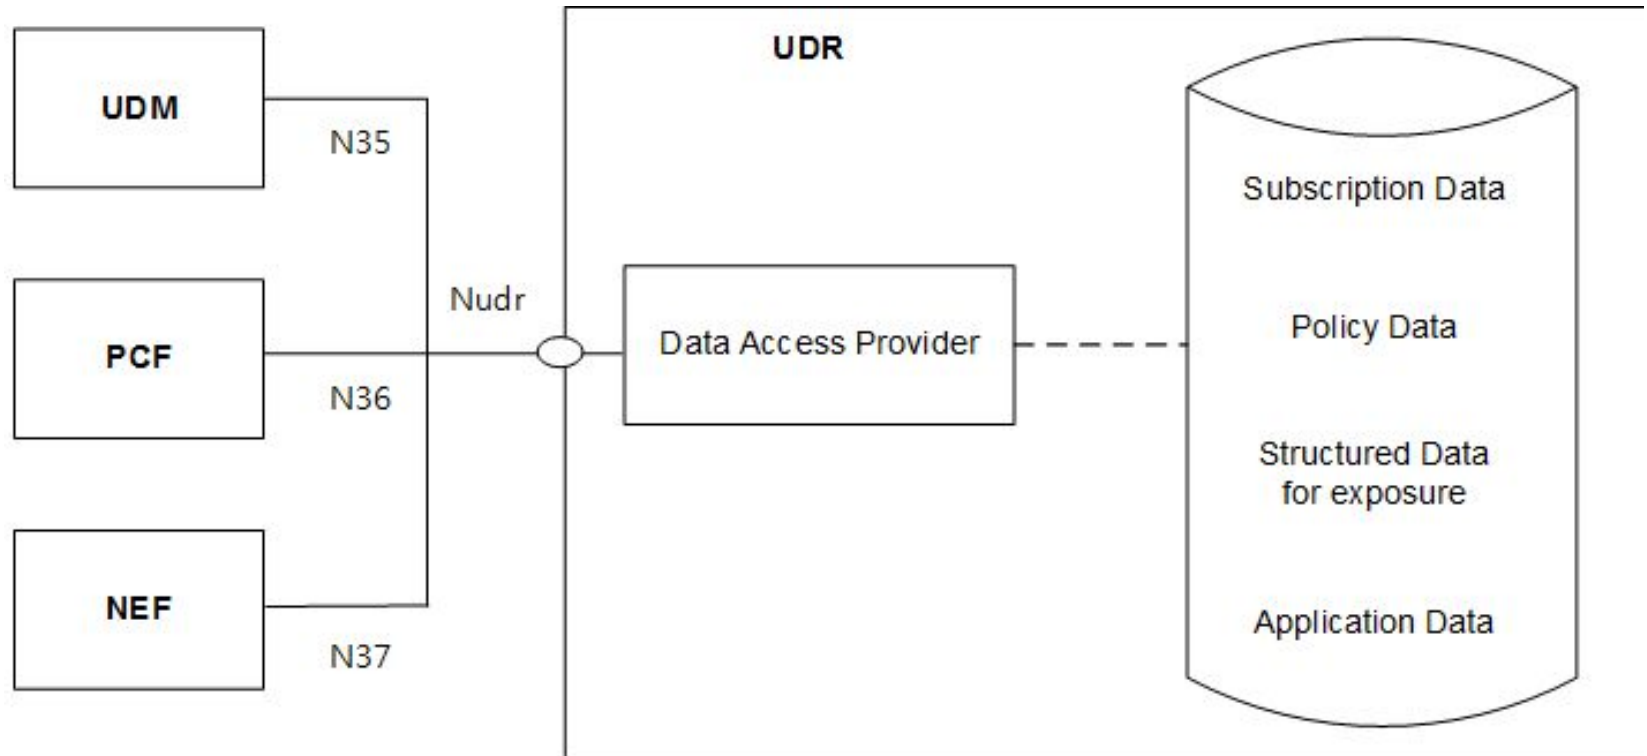 UDR
UDM
N35
Subscription Data
PCF
N36
Nudr
Data Access Provider
Policy Data
Structured Data
for exposure
NEF
N37
Application Data